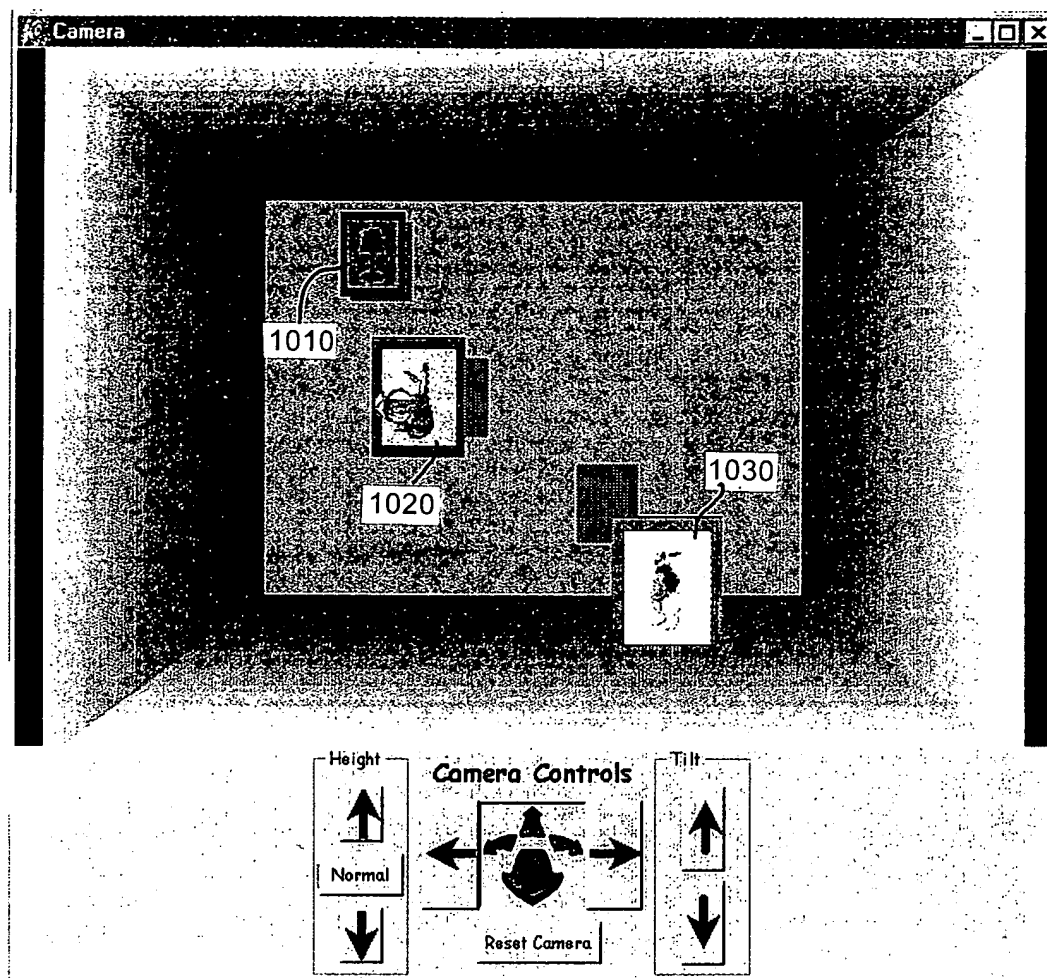 Camera
1010
1020
1030
Height
Camera Controls
Tilt
Normal
Reset Camera